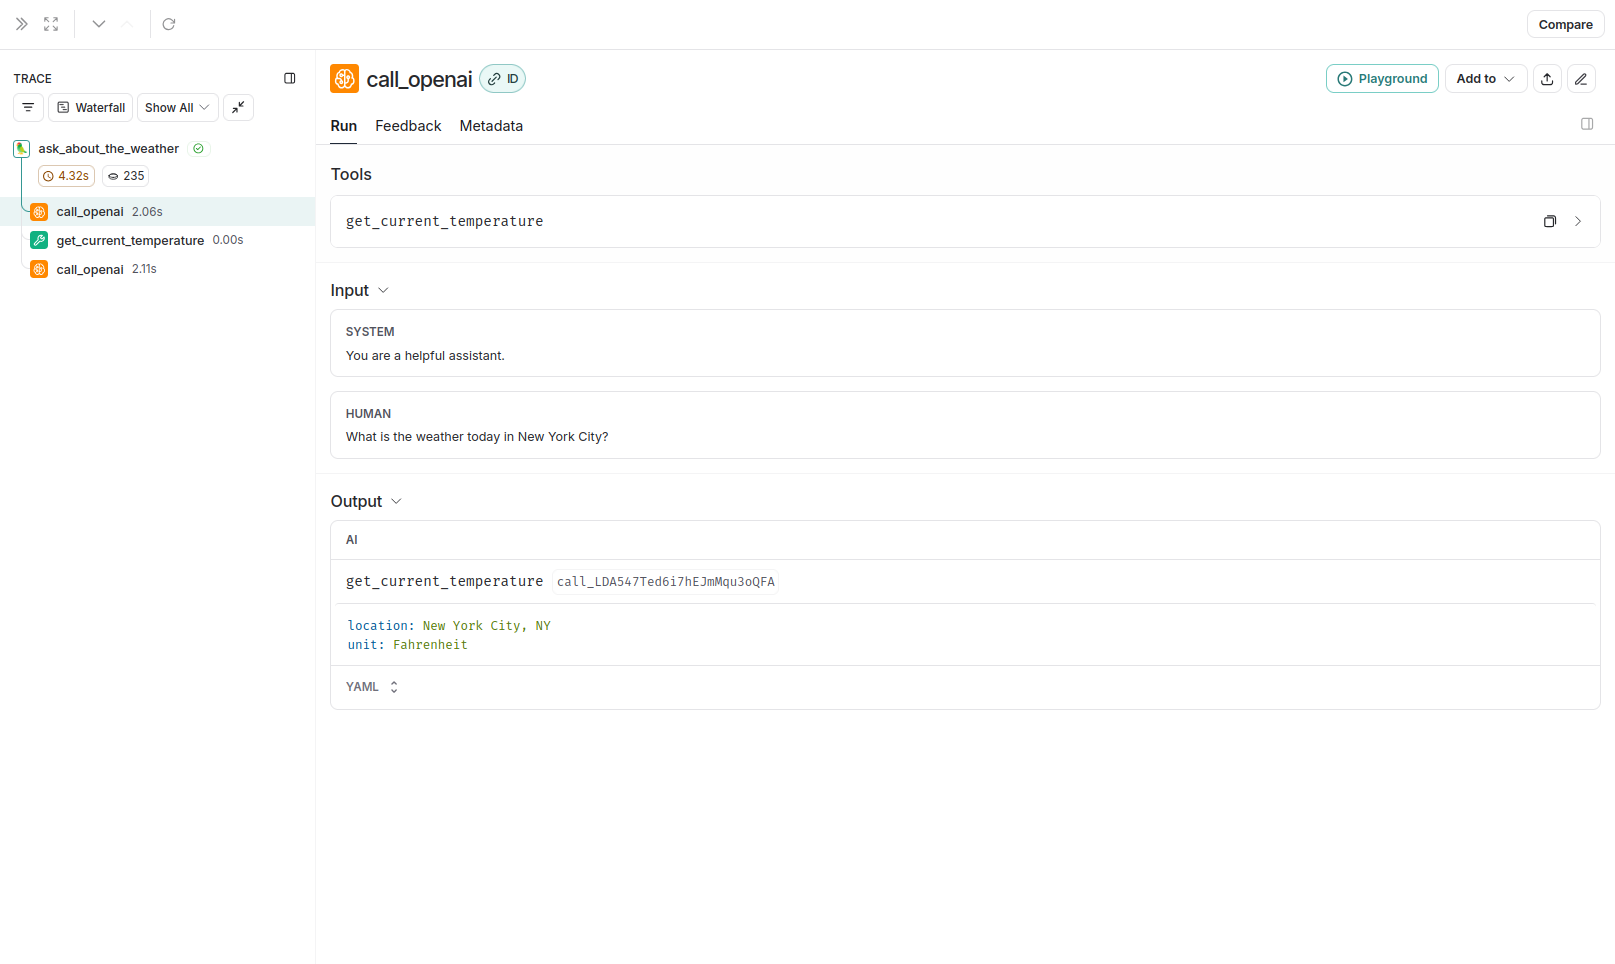 Compare
TRACE
Waterfall
Show All
ask_about_the_weather
4.32s
235
call_openai 2.06s
get_current_temperature 0.00s
call_openai 2.11s
call_openai
ID
Playground
Add to
Run Feedback Metadata
Tools
get_current_temperature
Input
SYSTEM
You are a helpful assistant.
HUMAN
What is the weather today in New York City?
Output
AI
get_current_temperature call_LDA547Ted6i7hEJmMqu3oQFA
location: New York City, NY
unit: Fahrenheit
YAML